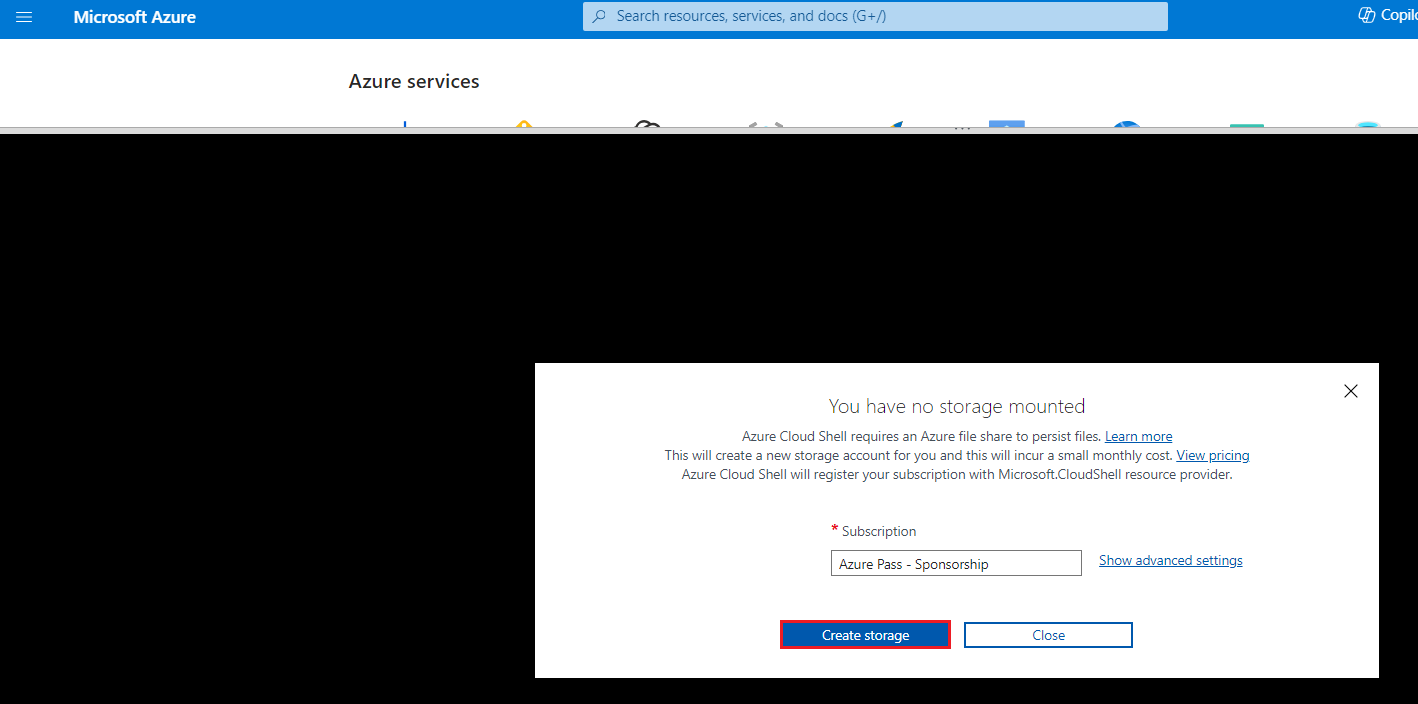 Microsoft Azure
Search resources, services, and docs (G+/)
Azure services
You have no storage mounted
Azure Cloud Shell requires an Azure file share to persist files. Learn more
This will create a new storage account for you and this will incur a small monthly cost. View pricing
Azure Cloud Shell will register your subscription with Microsoft.CloudShell resource provider.
* Subscription
Azure Pass - Sponsorship
Show advanced settings
Create storage
Close